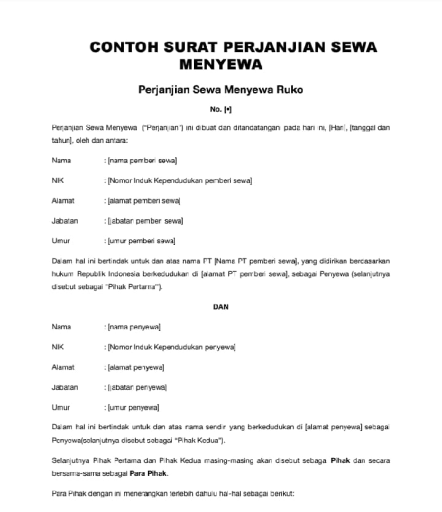 CONTOH SURAT PERJANJIAN SEWA
MENYEWA
Perjanjian Sewa Menyewa Ruko
No. [•]
Perjanjian Sewa Menyewa ("Perjanjian") ini dibuat dan ditandatangan pada hari ini, [Hari], [tanggal dan
tahun], oleh dan antara:
Nama : [nama pemberi sewa]
NIK : [Nomor Induk Kependudukan pemberi sewa]
Alamat : [alamat pemberi sewa]
Jabatan : [jabatan pemberi sewa]
Umur : [umur pemberi sewa]
Dalam hal ini bertindak untuk dan atas nama PT [Nama PT pemberi sewa], yang didirikan berdasarkan
hukum Republik Indonesia berkedudukan di [alamat PT pemberi sewa], sebagai Penyewa (selanjutnya
disebut sebagai "Pihak Pertama").
DAN
Nama : [nama penyewa]
NIK : [Nomor Induk Kependudukan penyewa]
Alamat : [alamat penyewa]
Jabatan : [jabatan penyewa]
Umur : [umur penyewa]
Dalam hal ini bertindak untuk dan atas nama sendiri yang berkedudukan di [alamat penyewa] sebagai
Penyewa(selanjutnya disebut sebagai "Pihak Kedua").
Selanjutnya Pihak Pertama dan Pihak Kedua masing-masing akan disebut sebagai Pihak dan secara
bersama-sama sebagai Para Pihak.
Para Pihak dengan ini menerangkan terlebih dahulu hal-hal sebagai berikut: